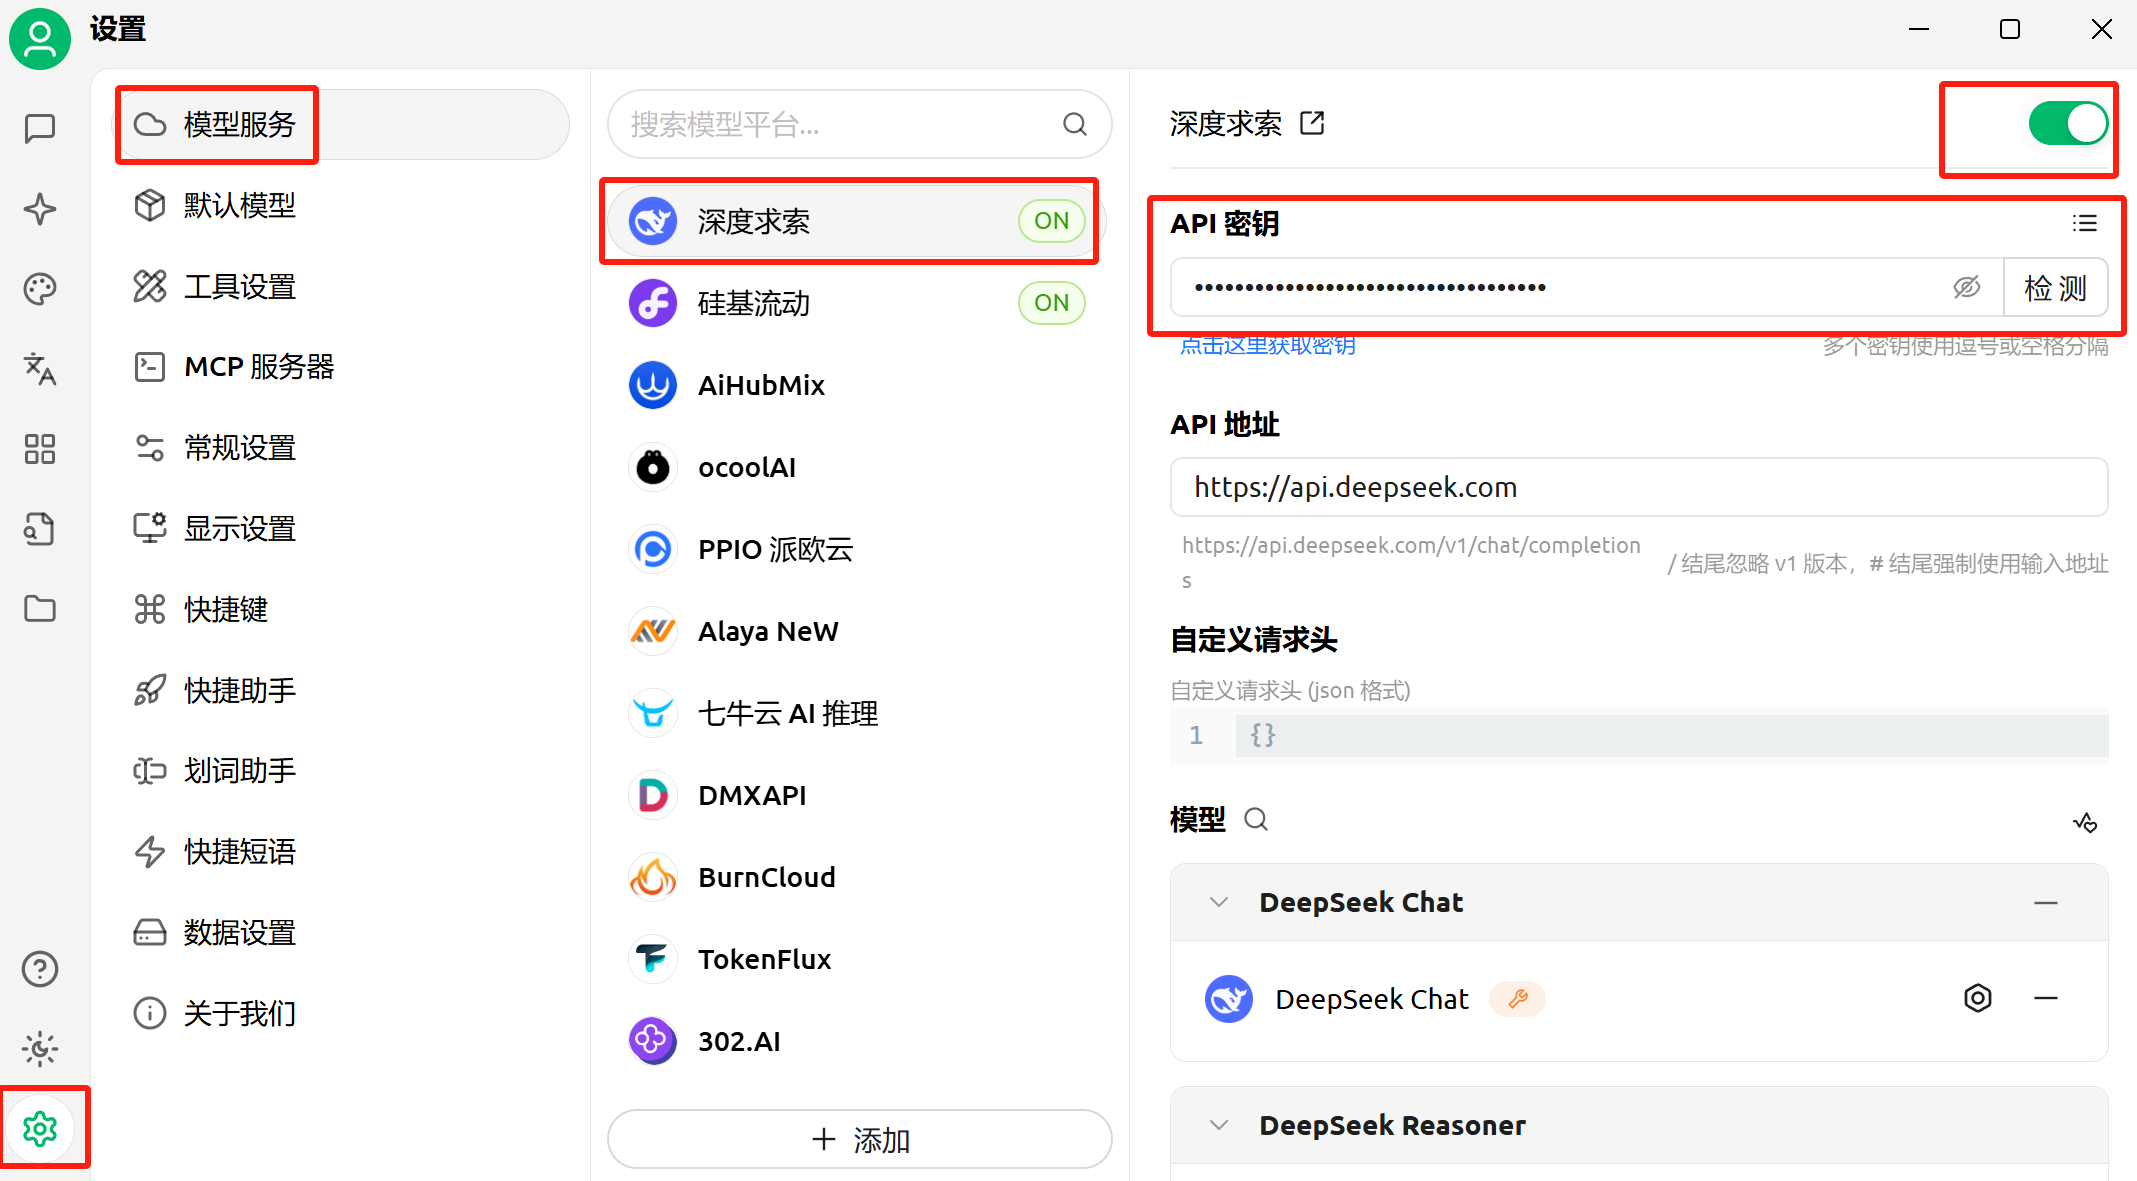 设置
模型服务
默认模型
工具设置
MCP 服务器
常规设置
显示设置
快捷键
快捷助手
划词助手
快捷短语
数据设置
关于我们
搜索模型平台...
深度求索 ON
硅基流动 ON
AiHubMix
ocoolAI
PPIO 派欧云
Alaya NeW
七牛云 AI 推理
DMXAPI
BurnCloud
TokenFlux
302.AI
添加
深度求索
API 密钥
检 测
点击这里获取密钥
多个密钥使用逗号或空格分隔
API 地址
https://api.deepseek.com
https://api.deepseek.com/v1/chat/completion
s
/ 结尾忽略 v1 版本，# 结尾强制使用输入地址
自定义请求头
自定义请求头 (json 格式)
1 {}
模型
DeepSeek Chat
DeepSeek Chat
DeepSeek Reasoner